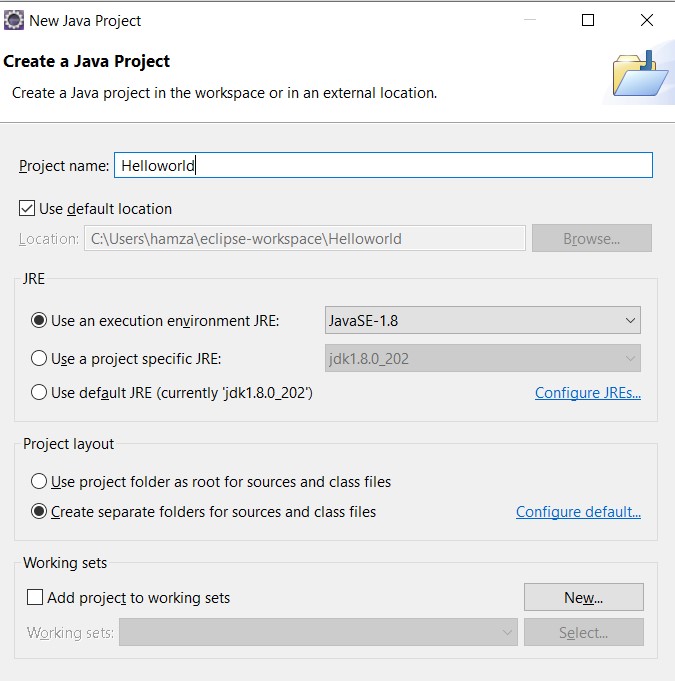 New Java Project
Create a Java Project
Create a Java project in the workspace or in an external location.
Project name: Helloworld
Use default location
Location: C:\Users\hamza\eclipse-workspace\Helloworld Browse...
JRE
Use an execution environment JRE: JavaSE-1.8
Use a project specific JRE: jdk1.8.0_202
Use default JRE (currently 'jdk1.8.0_202') Configure JREs...
Project layout
Use project folder as root for sources and class files
Create separate folders for sources and class files Configure default...
Working sets
Add project to working sets New...
Working sets: Select...